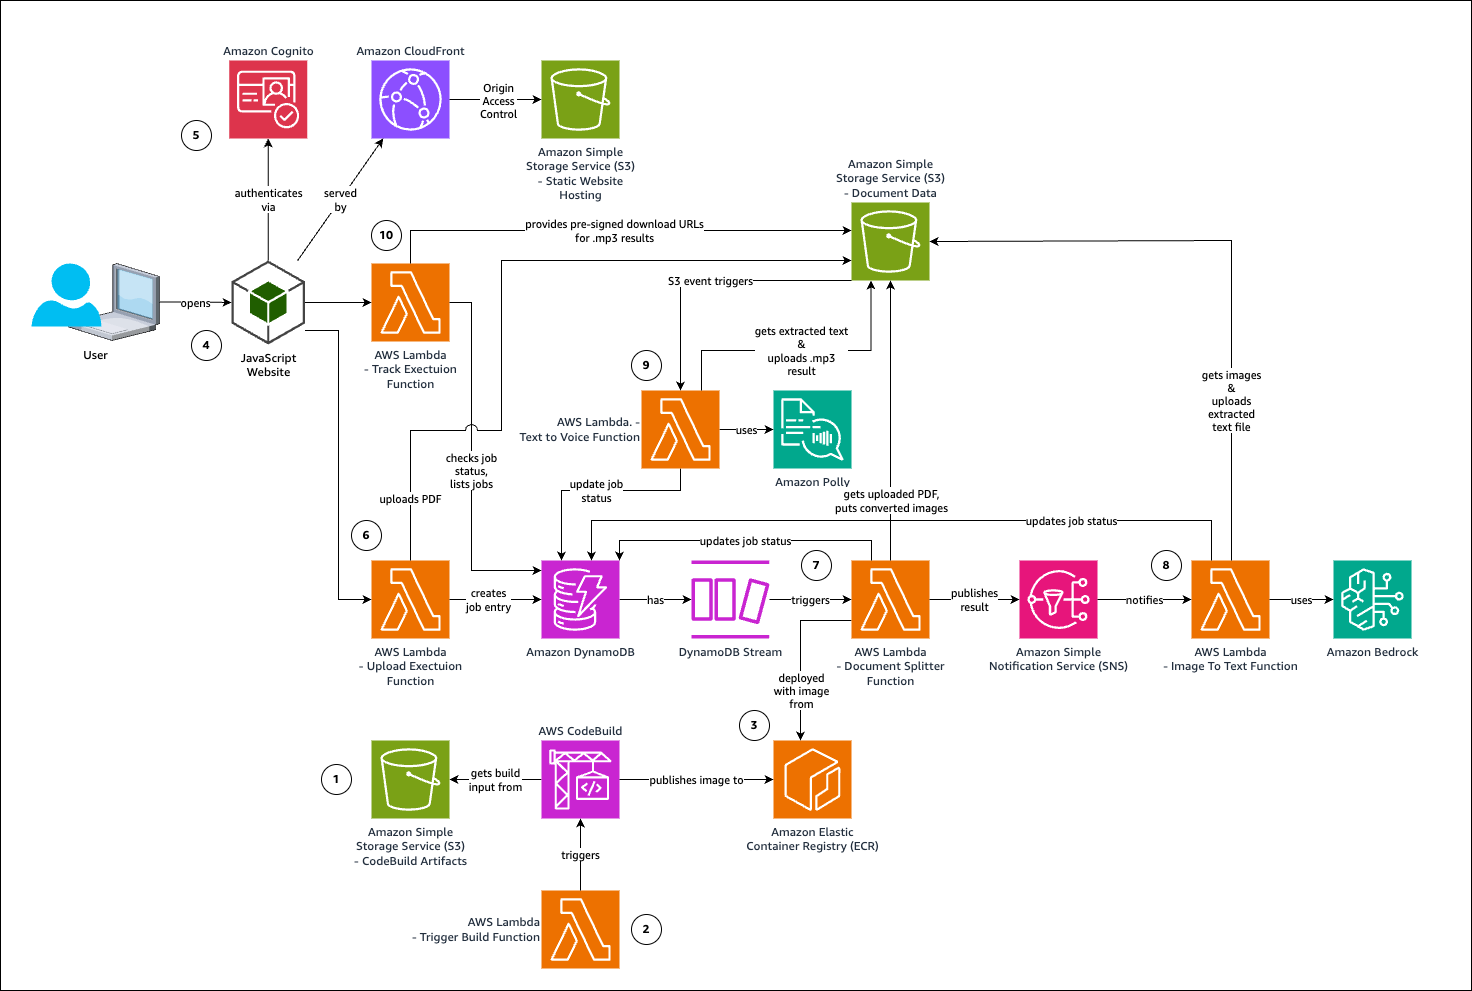 Amazon Cognito
Amazon CloudFront
Origin
Access
Control
5
Amazon Simple
Storage Service (S3)
- Static Website
Hosting
Amazon Simple
Storage Service (S3)
- Document Data
authenticates
via
served
by
10
provides pre-signed download URLs
for .mp3 results
S3 event triggers
opens
4
User
JavaScript
Website
AWS Lambda
- Track Exectuion
Function
gets extracted text
&
uploads .mp3
result
9
gets images
&
uploads
extracted
text file
AWS Lambda. -
Text to Voice Function
uses
Amazon Polly
checks job
status,
lists jobs
uploads PDF
update job
status
gets uploaded PDF,
puts converted images
updates job status
updates job status
6
7
8
creates
job entry
has
triggers
publishes
result
notifies
uses
AWS Lambda
- Upload Exectuion
Function
Amazon DynamoDB
DynamoDB Stream
AWS Lambda
- Document Splitter
Function
Amazon Simple
Notification Service (SNS)
AWS Lambda
- Image To Text Function
Amazon Bedrock
deployed
with image
from
3
AWS CodeBuild
1
gets build
input from
publishes image to
Amazon Simple
Storage Service (S3)
- CodeBuild Artifacts
Amazon Elastic
Container Registry (ECR)
triggers
AWS Lambda
- Trigger Build Function
2